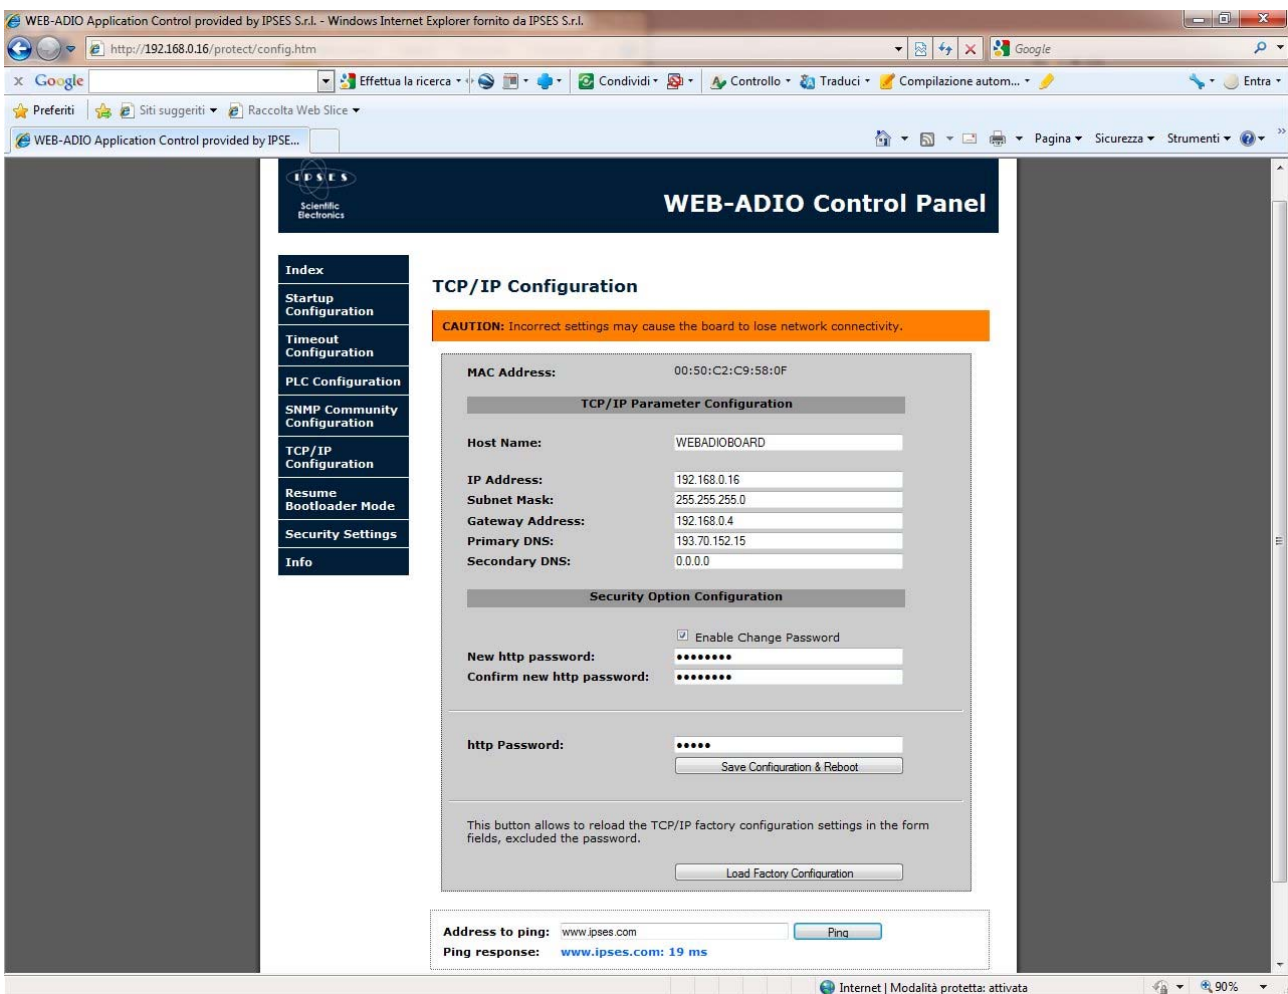 WEB-ADIO Application Control provided by IPSES S.r.l. - Windows Internet Explorer fornito da IPSES S.r.l.
http://192.168.0.16/protect/config.htm
Google
x Google Effettua la ricerca Condividi Controllo Traduci Compilazione autom... Entra
Preferiti Siti suggeriti Raccolta Web Slice
WEB-ADIO Application Control provided by IPSE... Pagina Sicurezza Strumenti
IPSES
Scientific
Electronics
WEB-ADIO Control Panel
Index
Startup
Configuration
Timeout
Configuration
PLC Configuration
SNMP Community
Configuration
TCP/IP
Configuration
Resume
Bootloader Mode
Security Settings
Info
TCP/IP Configuration
CAUTION: Incorrect settings may cause the board to lose network connectivity.
MAC Address: 00:50:C2:C9:58:0F
TCP/IP Parameter Configuration
Host Name: WEBADIOBOARD
IP Address: 192.168.0.16
Subnet Mask: 255.255.255.0
Gateway Address: 192.168.0.4
Primary DNS: 193.70.152.15
Secondary DNS: 0.0.0.0
Security Option Configuration
Enable Change Password
New http password: ••••••••
Confirm new http password: ••••••••
http Password: •••••
Save Configuration & Reboot
This button allows to reload the TCP/IP factory configuration settings in the form
fields, excluded the password.
Load Factory Configuration
Address to ping: www.ipses.com Ping
Ping response: www.ipses.com: 19 ms
Internet | Modalità protetta: attivata 90%